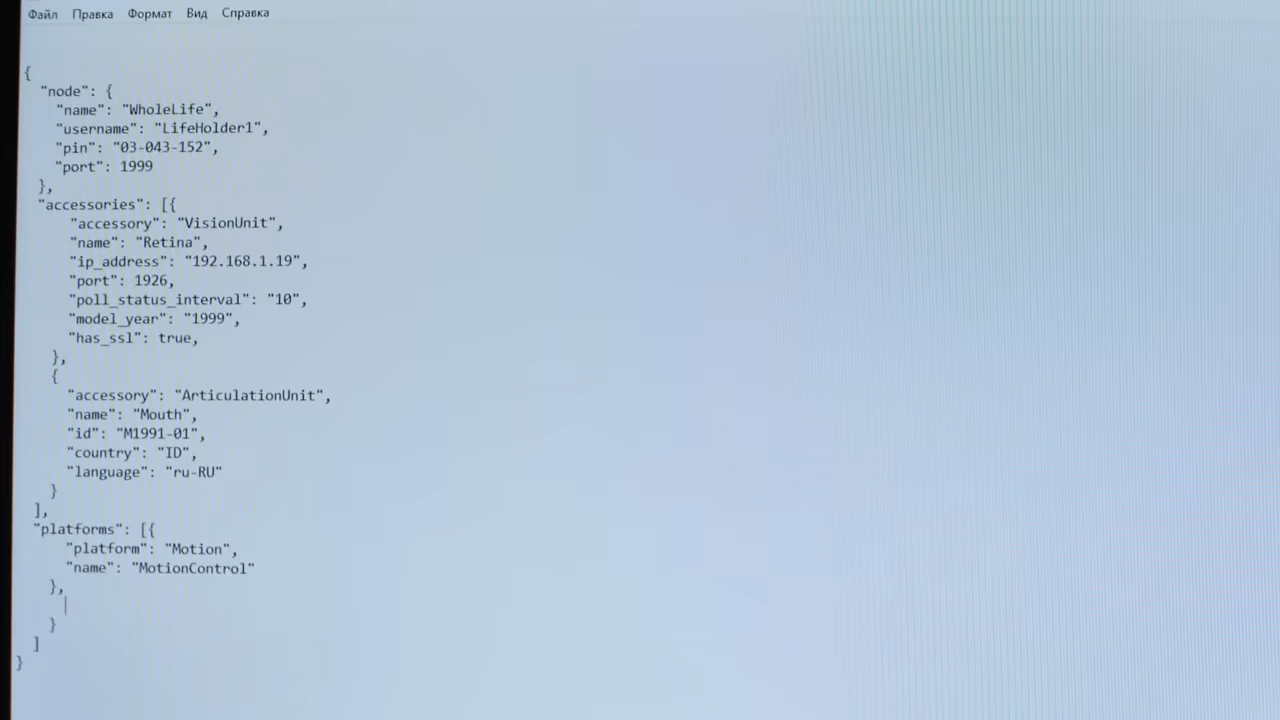 Файл Правка Формат Вид Справка
{
"node": {
"name": "WholeLife",
"username": "LifeHolder1",
"pin": "03-043-152",
"port": 1999
},
"accessories": [{
"accessory": "VisionUnit",
"name": "Retina",
"ip_address": "192.168.1.19",
"port": 1926,
"poll_status_interval": "10",
"model_year": "1999",
"has_ssl": true,
},
{
"accessory": "ArticulationUnit",
"name": "Mouth",
"id": "M1991-01",
"country": "ID",
"language": "ru-RU"
}
],
"platforms": [{
"platform": "Motion",
"name": "MotionControl"
},
}
]
}